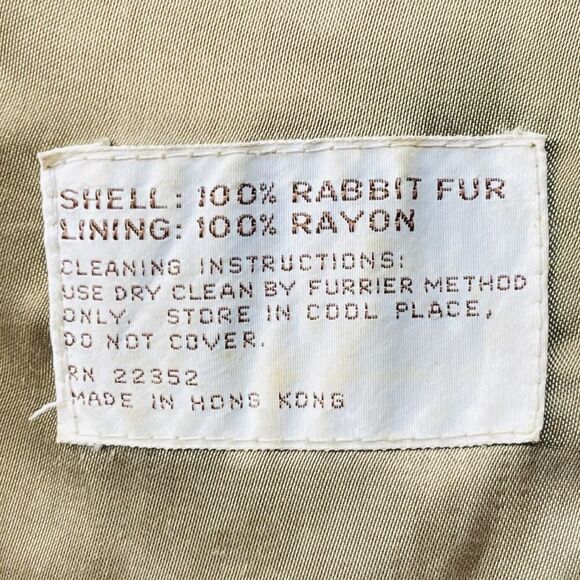 SHELL: 100% RABBIT FUR
LINING: 100% RAYON
CLEANING INSTRUCTIONS:
USE DRY CLEAN BY FURRIER METHOD
ONLY. STORE IN COOL PLACE,
DO NOT COVER.
RN 22352
MADE IN HONG KONG